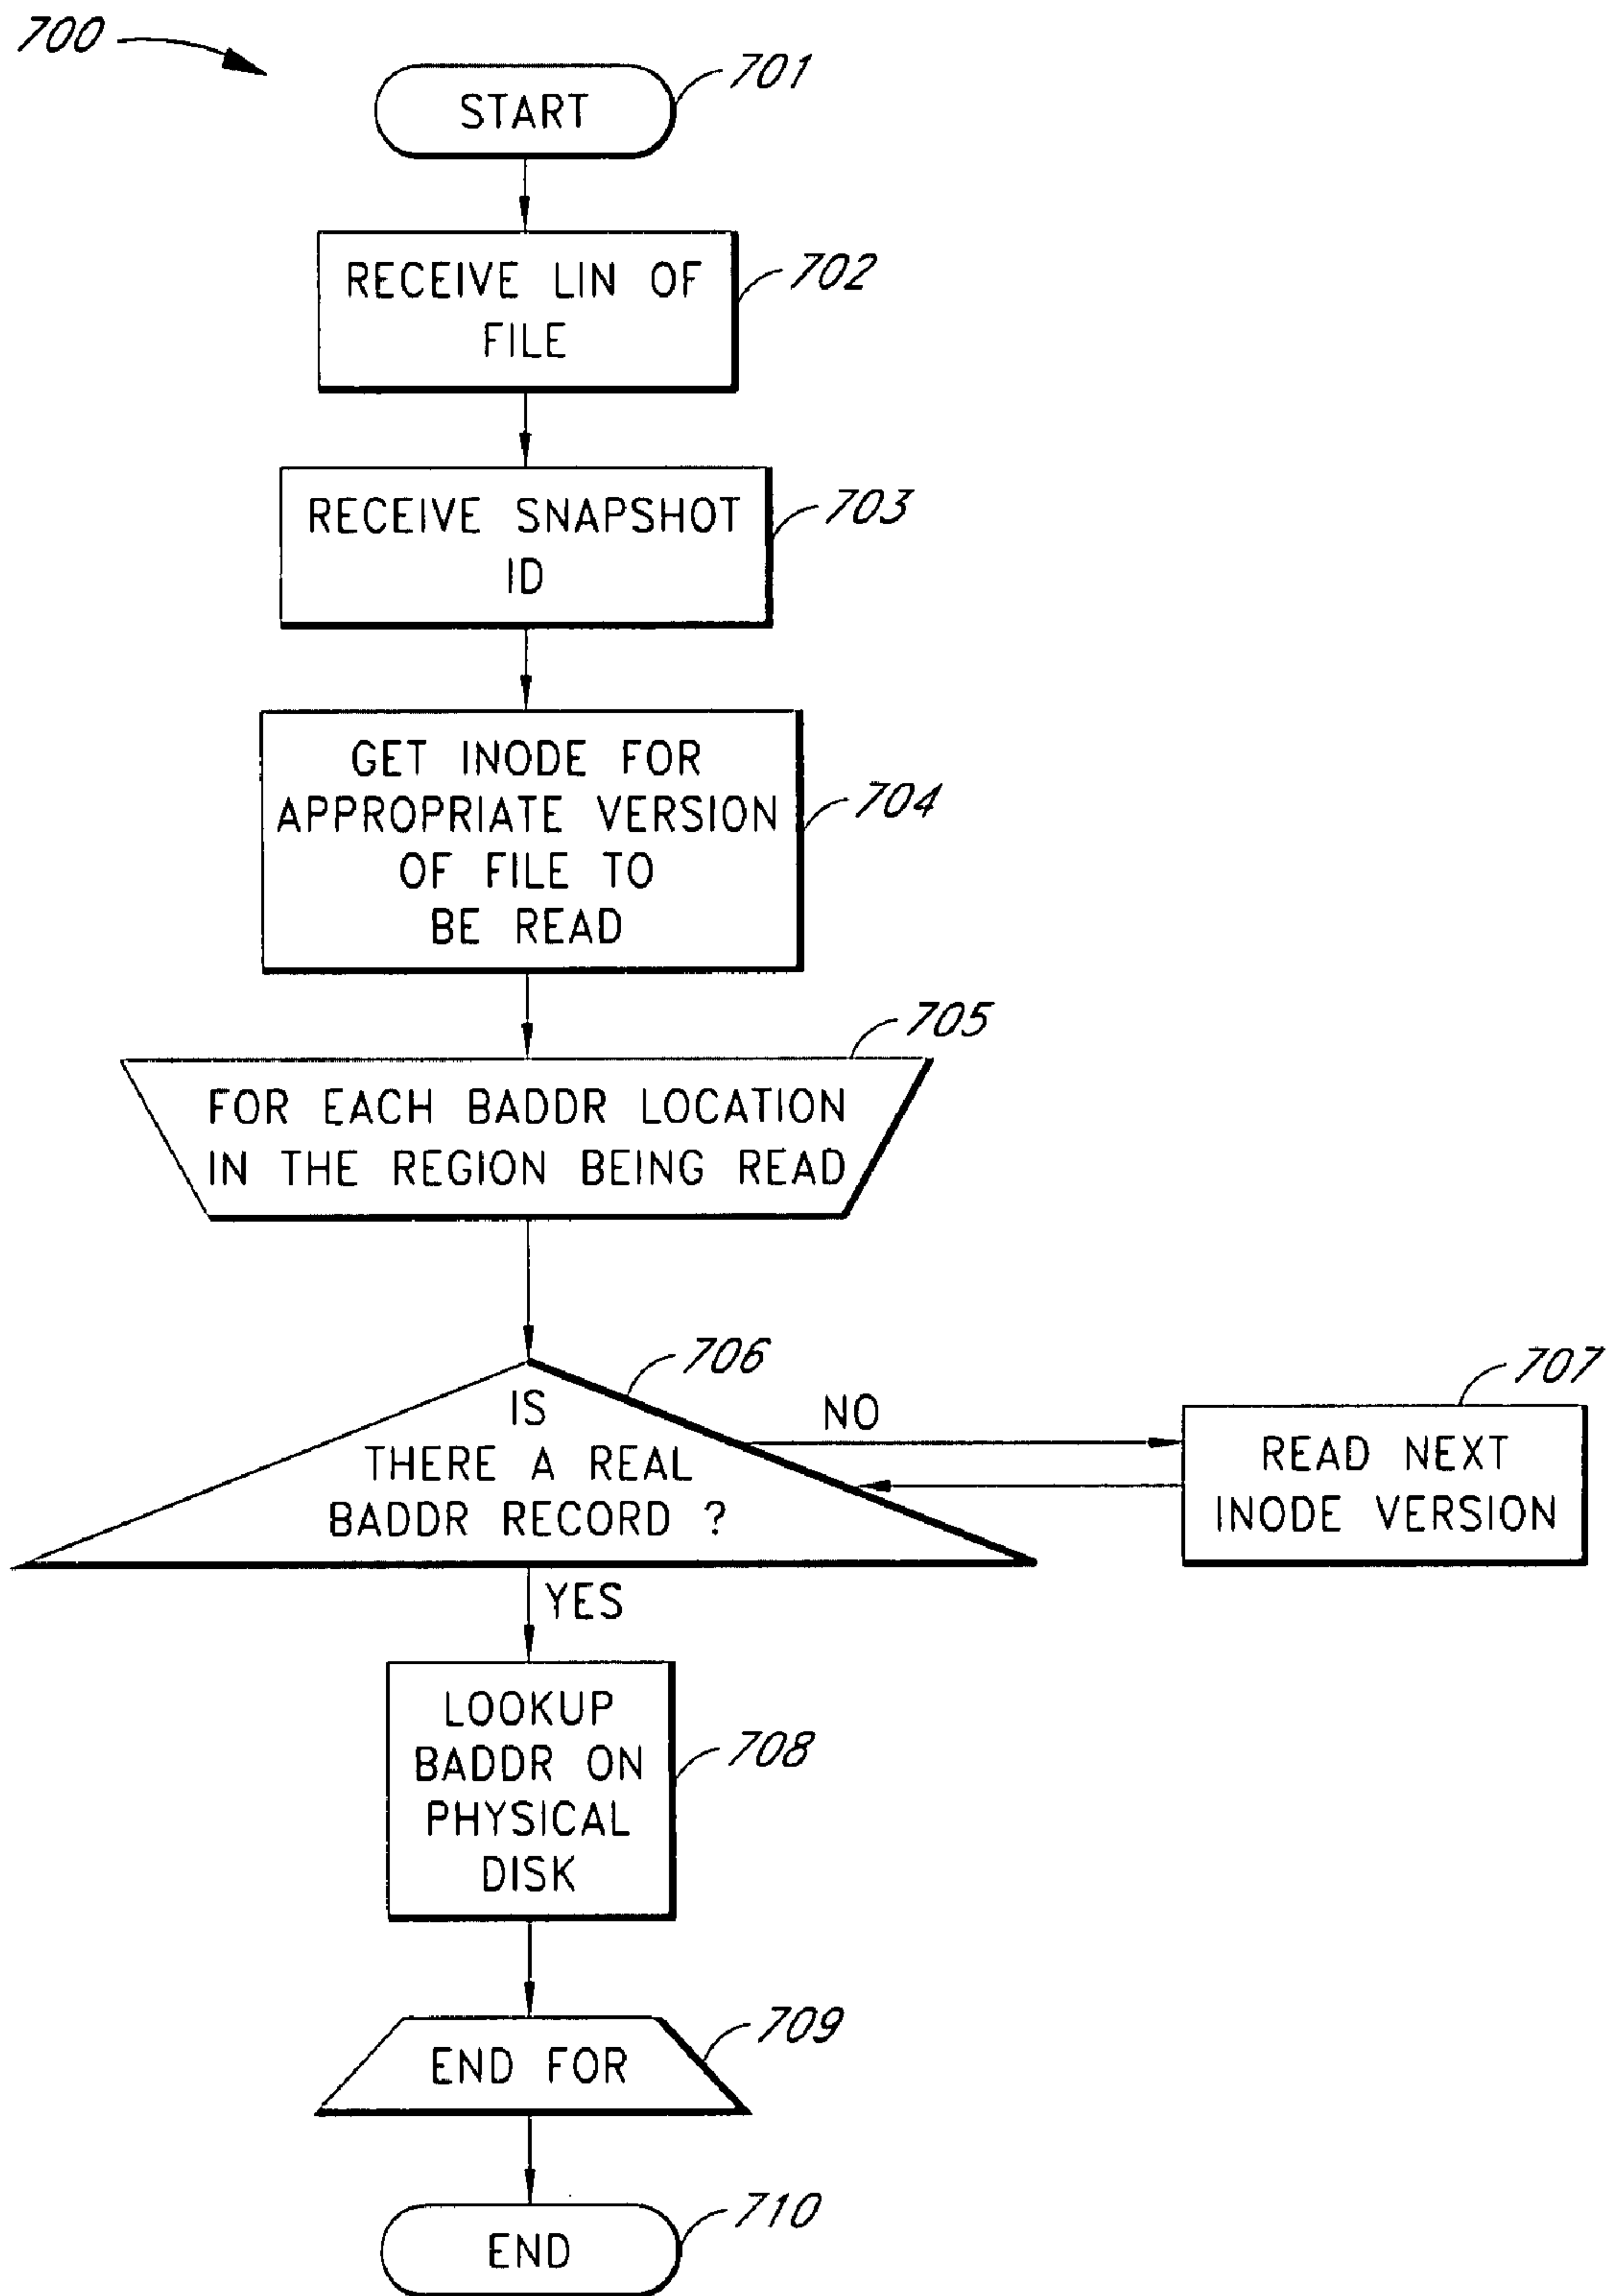 700
START
701
RECEIVE LIN OF
FILE
702
RECEIVE SNAPSHOT
ID
703
GET INODE FOR
APPROPRIATE VERSION
OF FILE TO
BE READ
704
705
FOR EACH BADDR LOCATION
IN THE REGION BEING READ
706
IS
THERE A REAL
BADDR RECORD ?
NO
707
READ NEXT
INODE VERSION
YES
LOOKUP
BADDR ON
PHYSICAL
DISK
708
END FOR
709
END
710